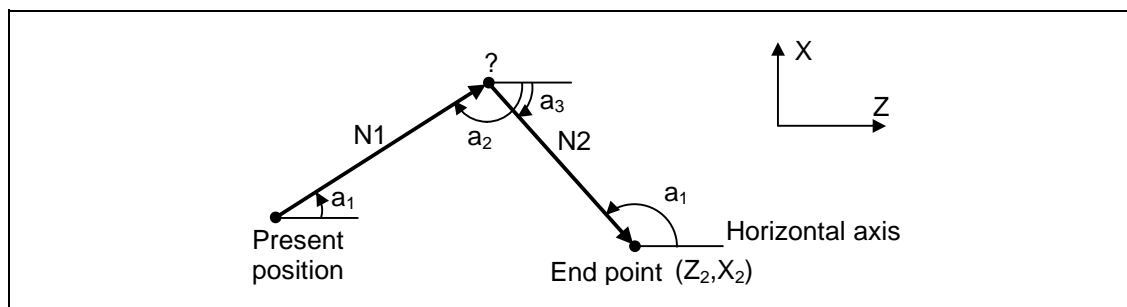 ?
X
a₃
Z
N1
a₂
N2
a₁
a₁
Present
position
Horizontal axis
End point (Z₂,X₂)